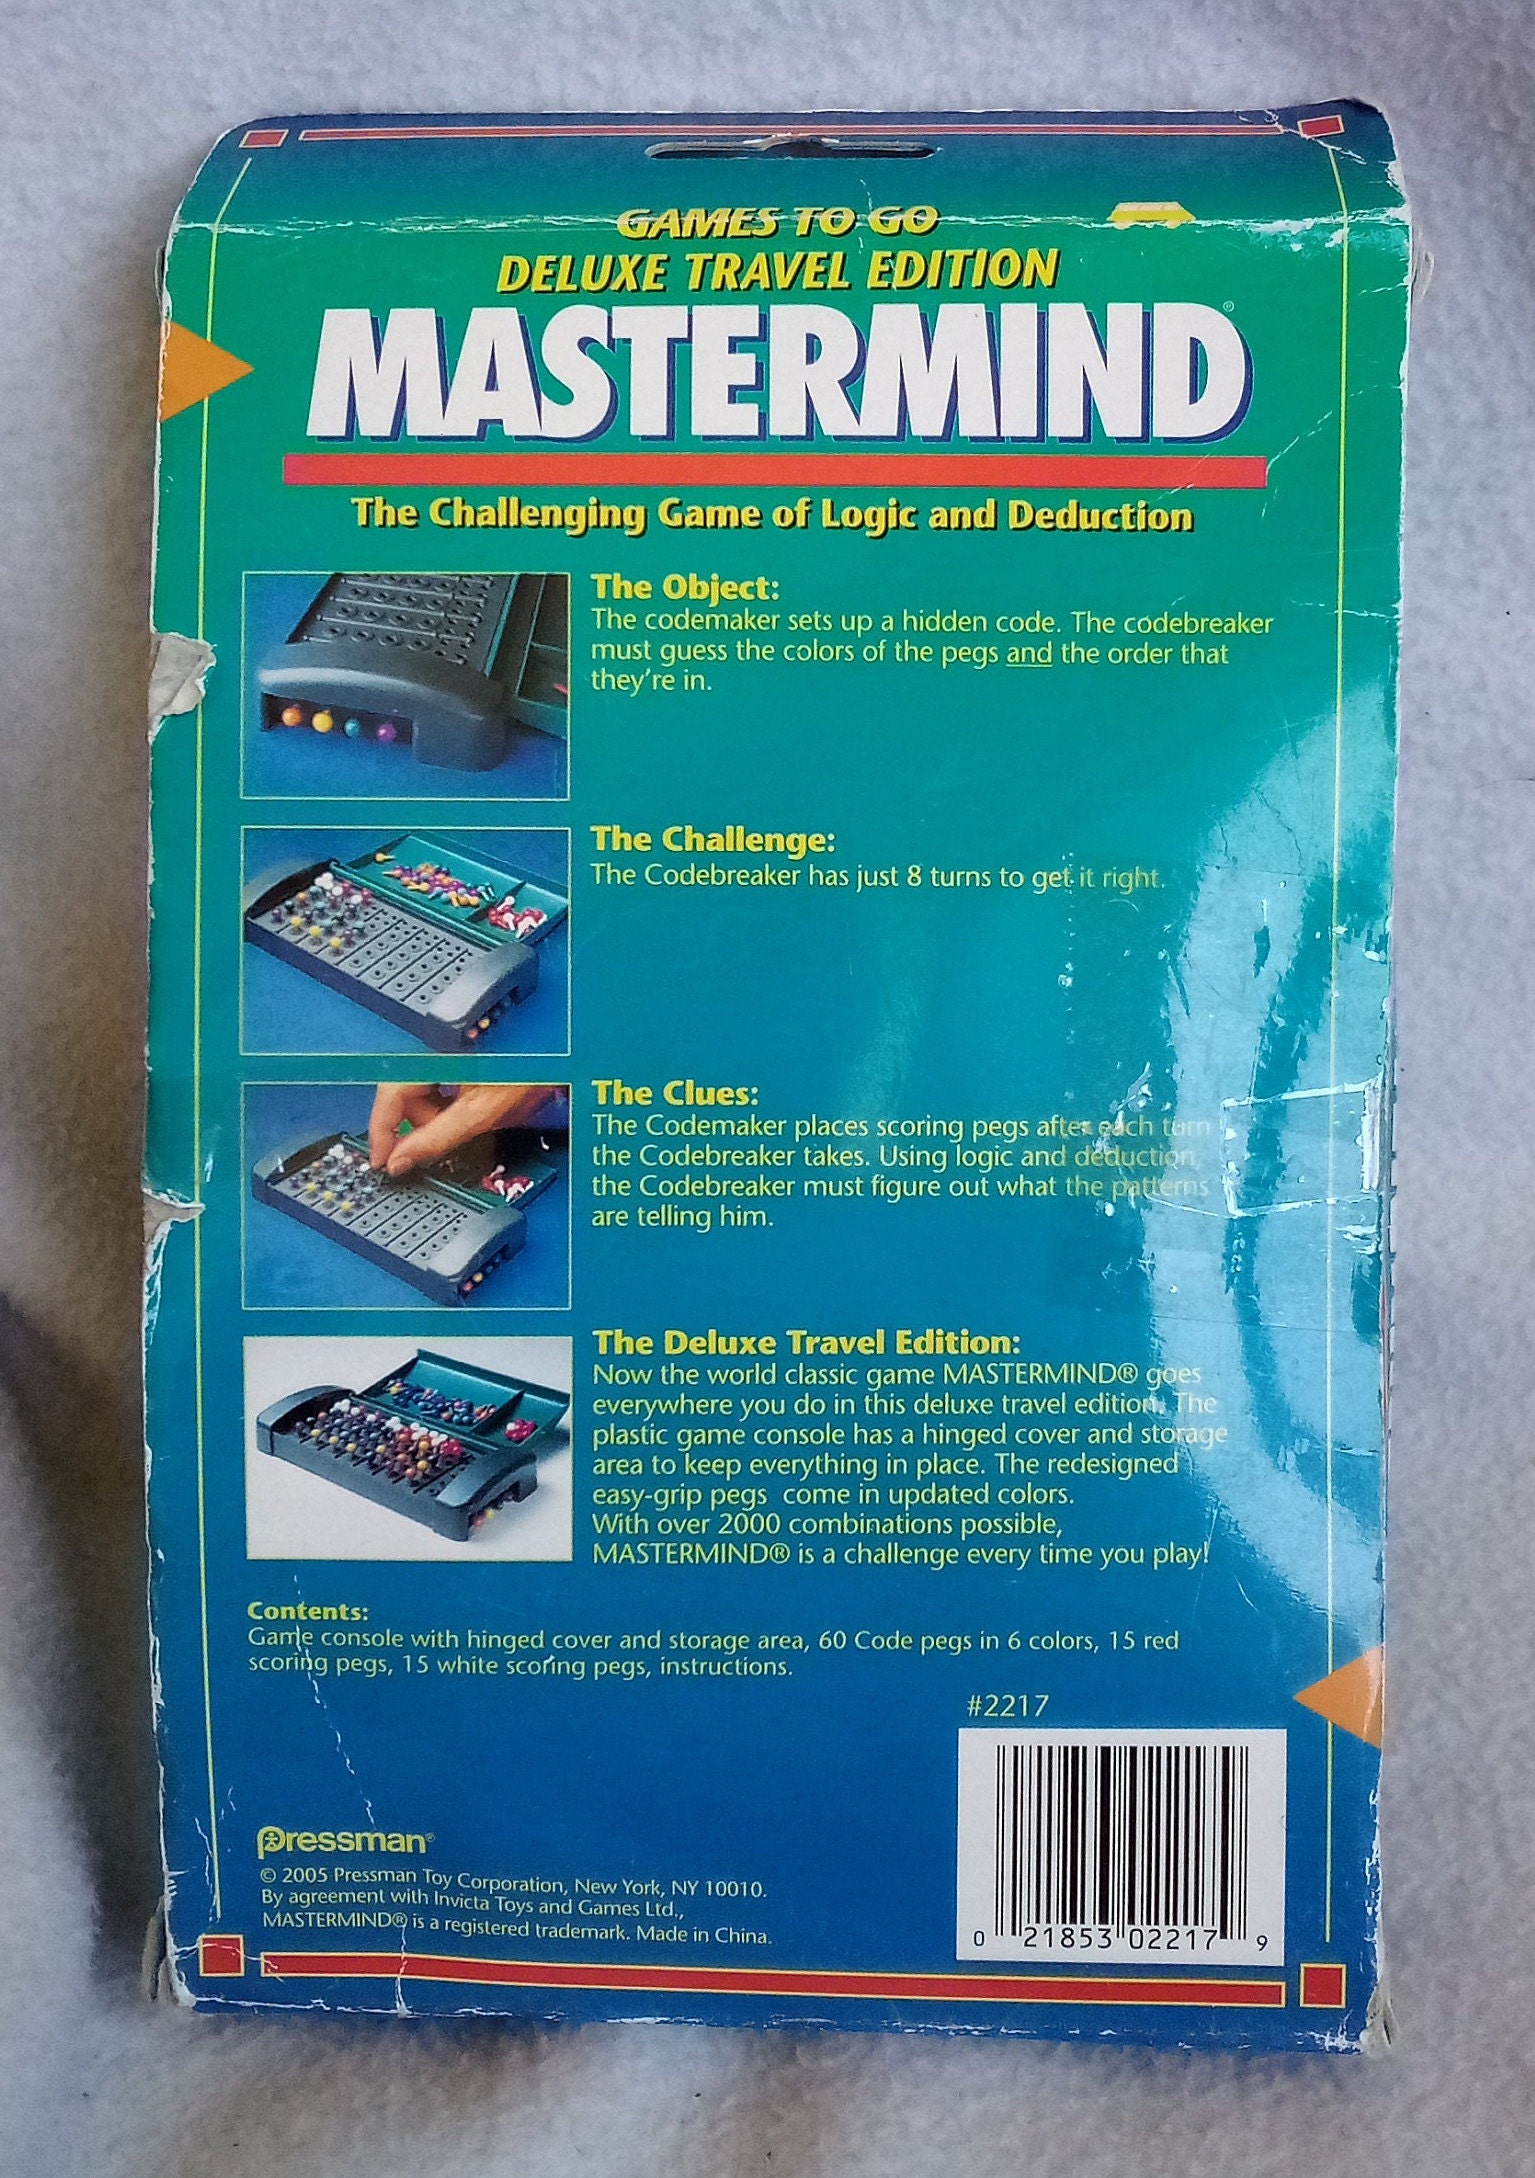 GAMES TO GO
DELUXE TRAVEL EDITION
MASTERMIND®
The Challenging Game of Logic and Deduction
The Object:
The codemaker sets up a hidden code. The codebreaker
must guess the colors of the pegs and the order that
they're in.
The Challenge:
The Codebreaker has just 8 turns to get it right.
The Clues:
The Codemaker places scoring pegs after each turn
the Codebreaker takes. Using logic and deduction,
the Codebreaker must figure out what the patterns
are telling him.
The Deluxe Travel Edition:
Now the world classic game MASTERMIND® goes
everywhere you do in this deluxe travel edition. The
plastic game console has a hinged cover and storage
area to keep everything in place. The redesigned
easy-grip pegs come in updated colors.
With over 2000 combinations possible,
MASTERMIND® is a challenge every time you play!
Contents:
Game console with hinged cover and storage area, 60 Code pegs in 6 colors, 15 red
scoring pegs, 15 white scoring pegs, instructions.
#2217
Pressman®
© 2005 Pressman Toy Corporation, New York, NY 10010.
By agreement with Invicta Toys and Games Ltd.,
MASTERMIND® is a registered trademark. Made in China.
0 21853 02217 9